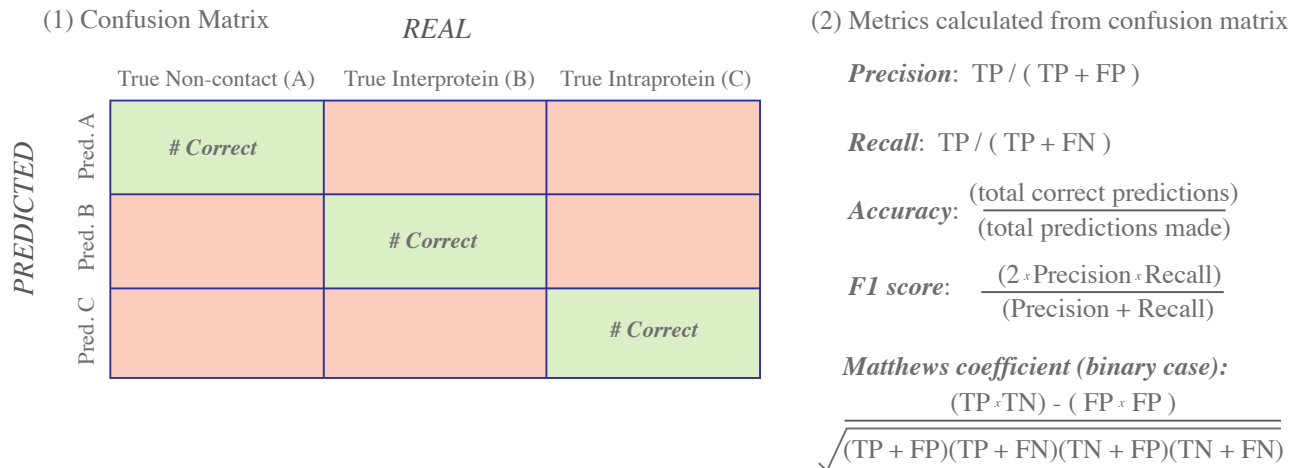 (1) Confusion Matrix
REAL
True Non-contact (A) True Interprotein (B) True Intraprotein (C)
PREDICTED
Pred. A
# Correct
Pred. B
# Correct
Pred. C
# Correct
(2) Metrics calculated from confusion matrix
Precision: TP / ( TP + FP )
Recall: TP / ( TP + FN )
Accuracy: (total correct predictions)
(total predictions made)
F1 score: (2 x Precision x Recall)
(Precision + Recall)
Matthews coefficient (binary case):
(TP x TN) - ( FP x FP )
√(TP + FP)(TP + FN)(TN + FP)(TN + FN)